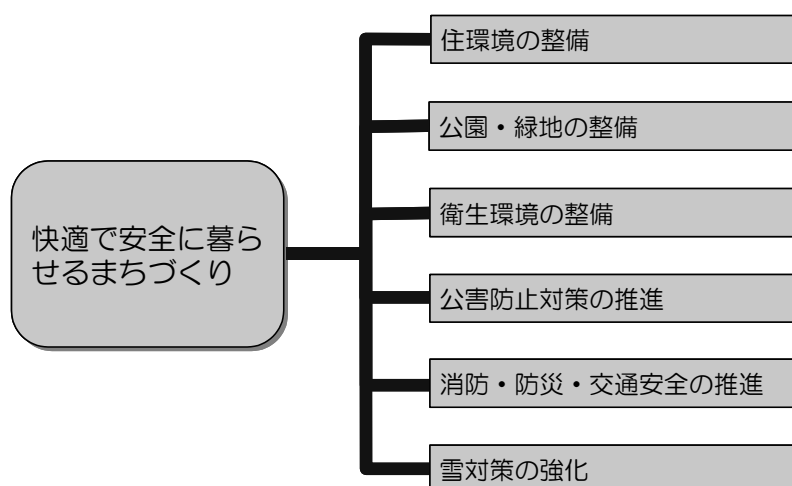 快適で安全に暮ら
せるまちづくり
住環境の整備
公園・緑地の整備
衛生環境の整備
公害防止対策の推進
消防・防災・交通安全の推進
雪対策の強化